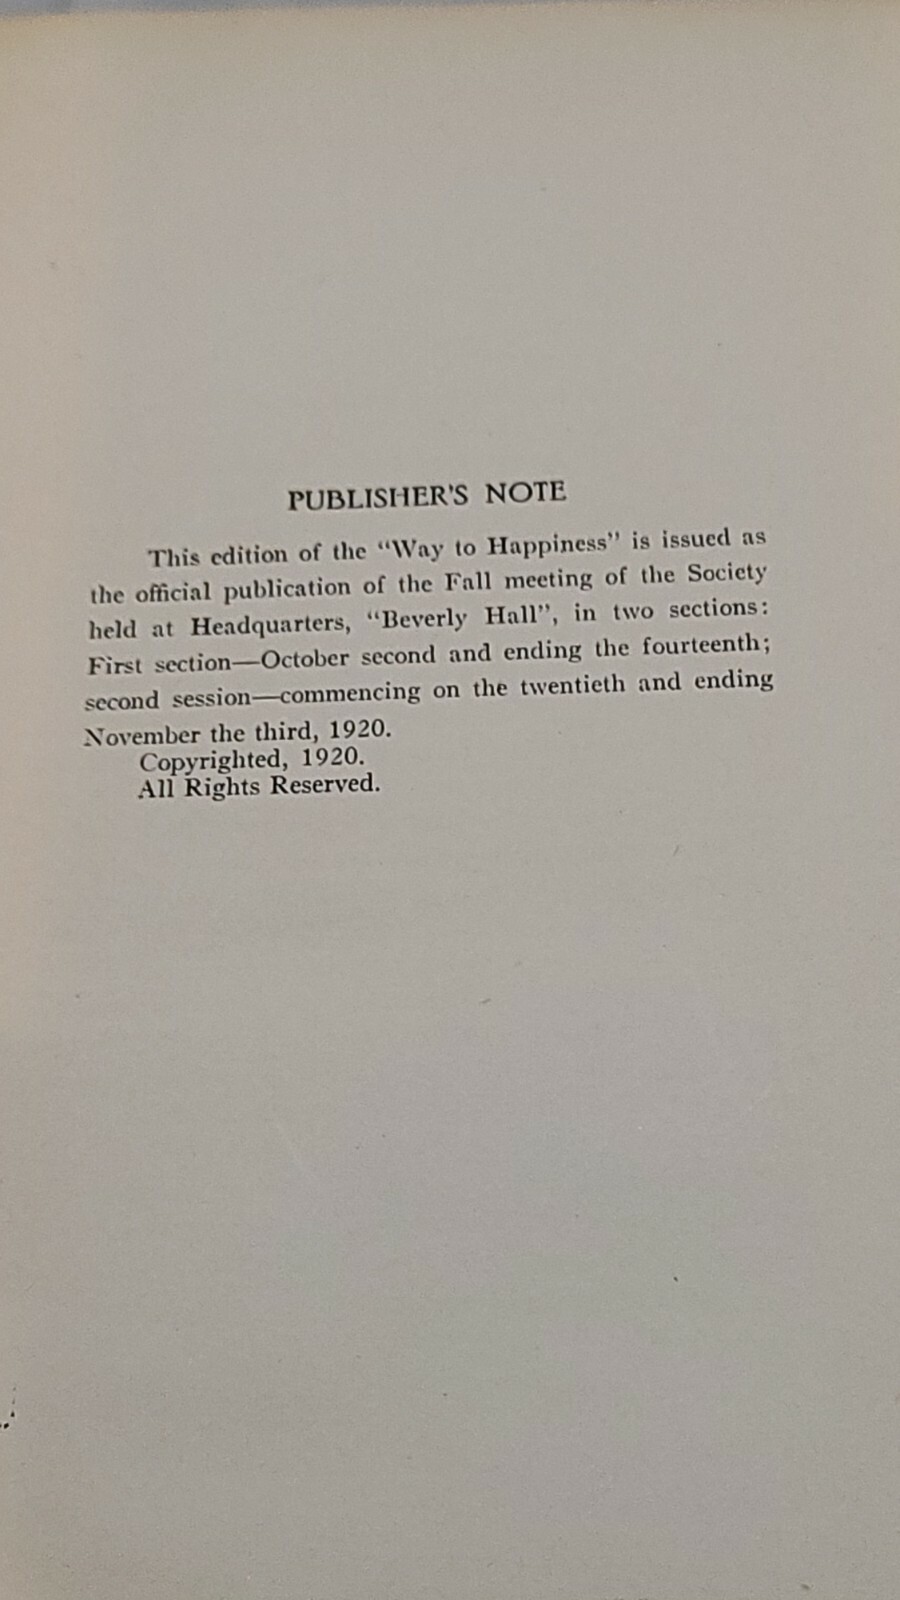 PUBLISHER'S NOTE
This edition of the “Way to Happiness” is issued as
the official publication of the Fall meeting of the Society
held at Headquarters, “Beverly Hall”, in two sections:
First section—October second and ending the fourteenth;
second session—commencing on the twentieth and ending
November the third, 1920.
Copyrighted, 1920.
All Rights Reserved.